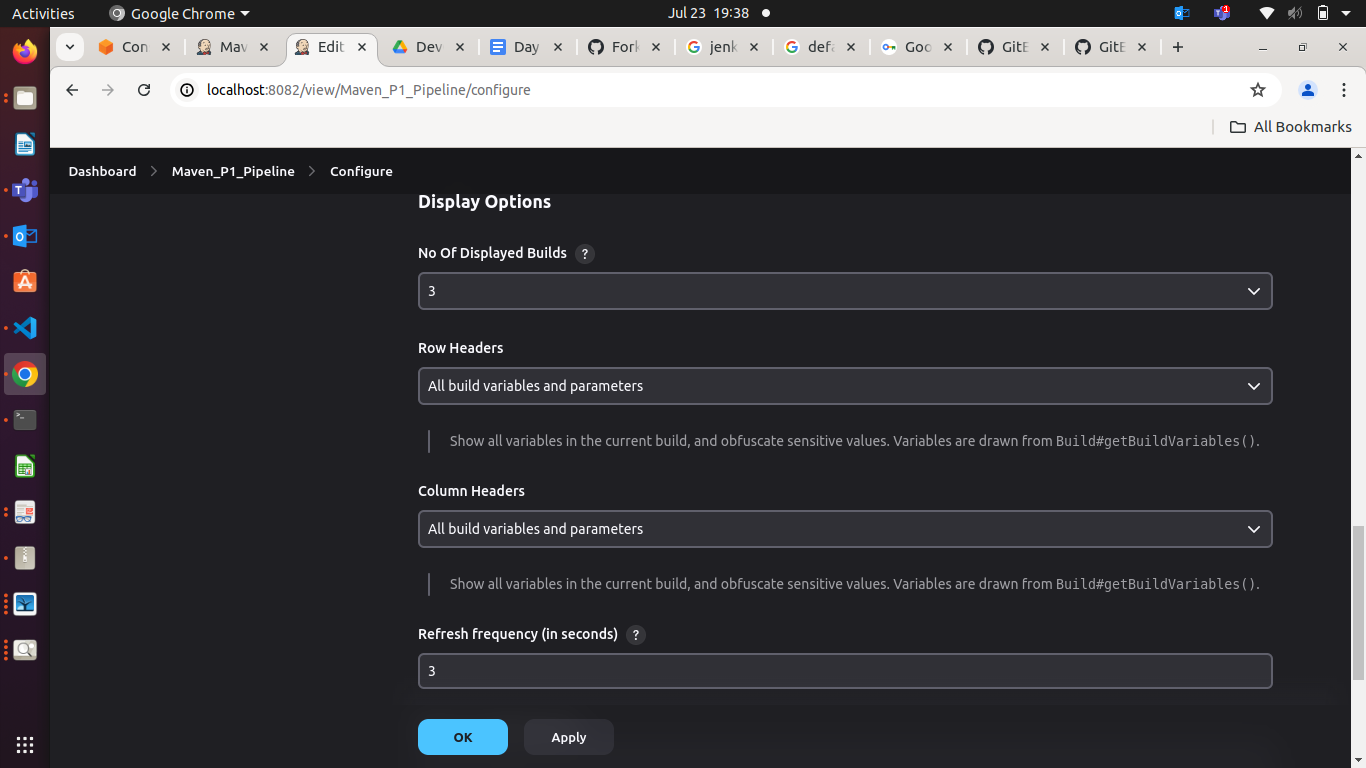 Activities Google Chrome Jul 23 19:38
Con Mav Edit Dev Day Fork jenk defa Goo GitE GitE
localhost:8082/view/Maven_P1_Pipeline/configure
All Bookmarks
Dashboard Maven_P1_Pipeline Configure
Display Options
No Of Displayed Builds ?
3
Row Headers
All build variables and parameters
Show all variables in the current build, and obfuscate sensitive values. Variables are drawn from Build#getBuildVariables().
Column Headers
All build variables and parameters
Show all variables in the current build, and obfuscate sensitive values. Variables are drawn from Build#getBuildVariables().
Refresh frequency (in seconds) ?
3
OK Apply